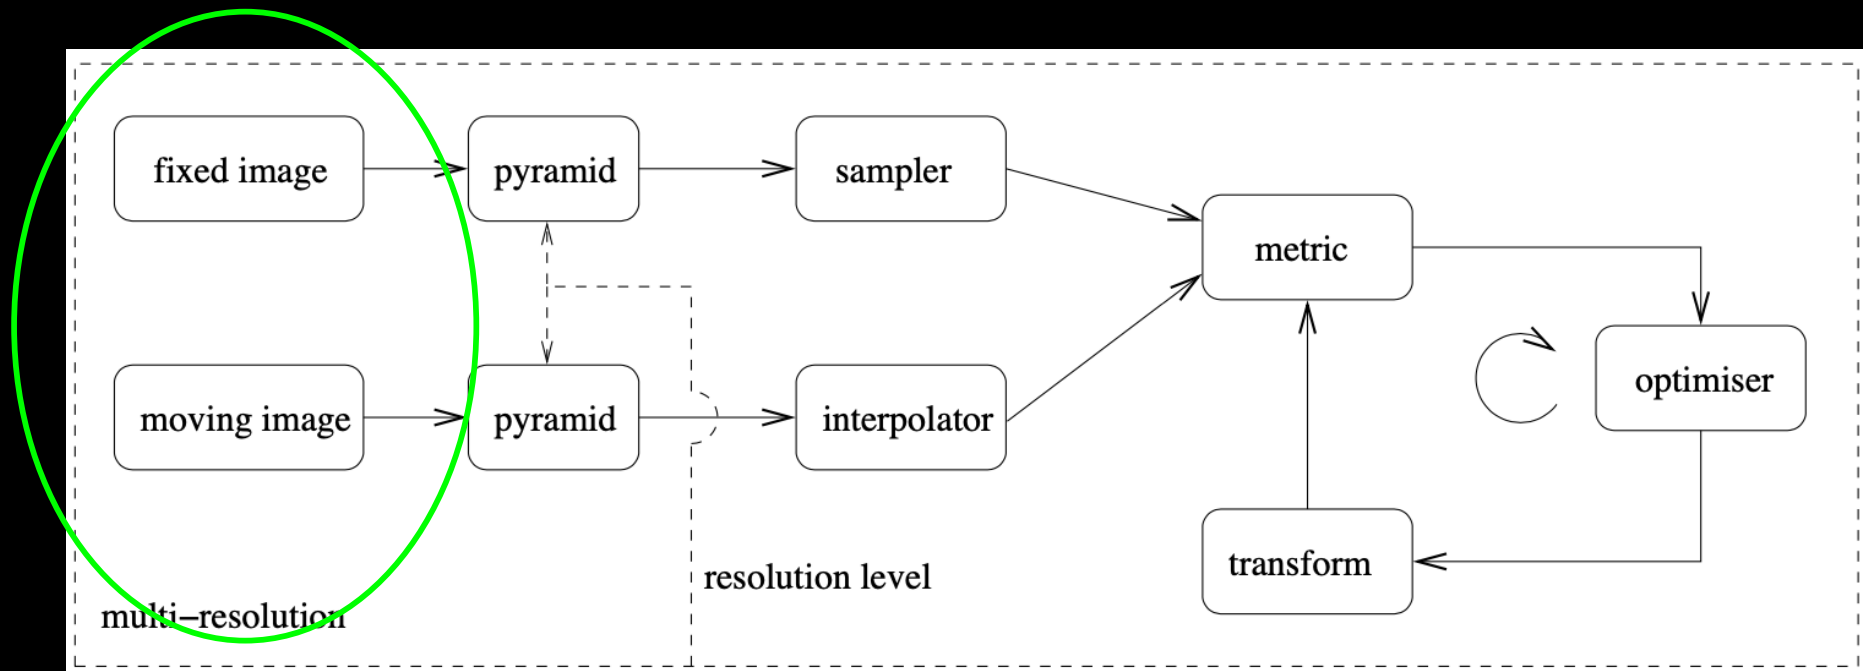 fixed image
pyramid
sampler
metric
moving image
pyramid
interpolator
optimiser
transform
resolution level
multi−resolution